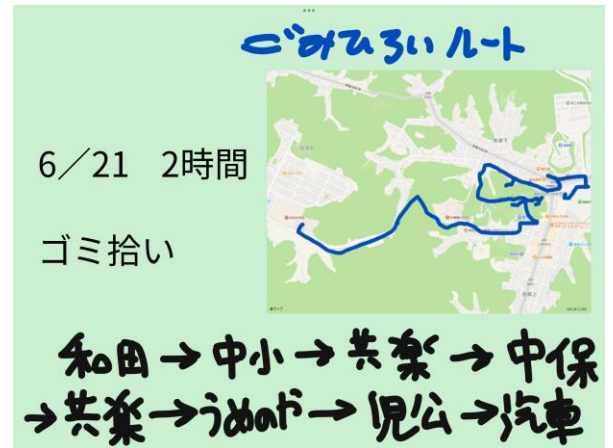 ごみひろいルート
6／21 2時間
ゴミ拾い
和田→中小→共楽→中保
→共楽→うめのや→児公→汽車